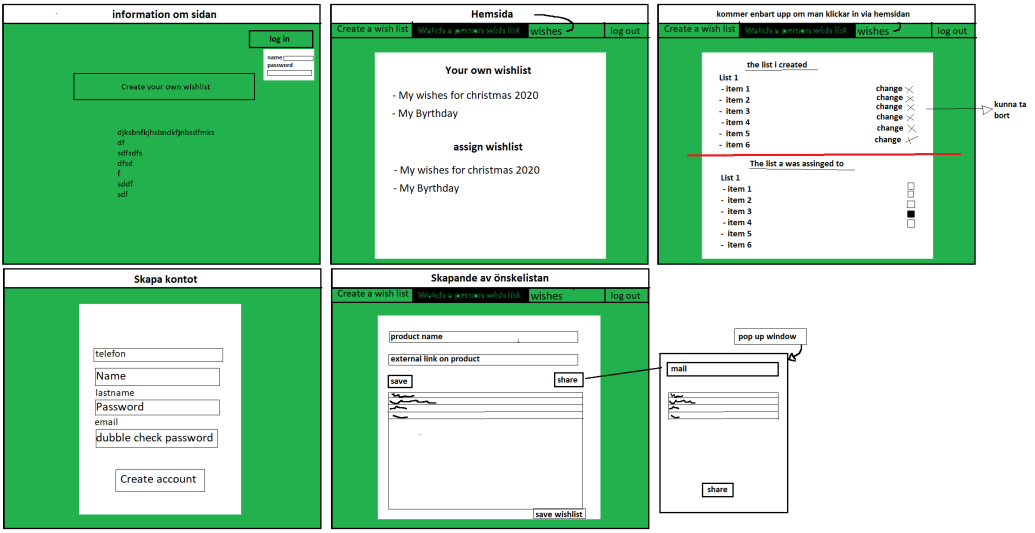 information om sidan
log in
name
password
Create your own wishlist
djksbnfkjhsbndkfjnbsdfmks
df
sdfsdfs
dfsd
f
sddf
sdf
Hemsida
Create a wish list Watch a person wish list wishes log out
Your own wishlist
- My wishes for christmas 2020
- My Byrthday
assign wishlist
- My wishes for christmas 2020
- My Byrthday
kommer enbart upp om man klickar in via hemsidan
Create a wish list Watch a person wish list wishes log out
the list i created
List 1
- item 1 change
- item 2 change
- item 3 change
- item 4 change
- item 5 change
- item 6 change
kunna ta
bort
The list a was assinged to
List 1
- item 1
- item 2
- item 3
- item 4
- item 5
- item 6
Skapa kontot
telefon
Name
lastname
Password
email
dubble check password
Create account
Skapande av önskelistan
Create a wish list Watch a person wish list wishes log out
product name
external link on product
save
share
save wishlist
pop up window
mail
share